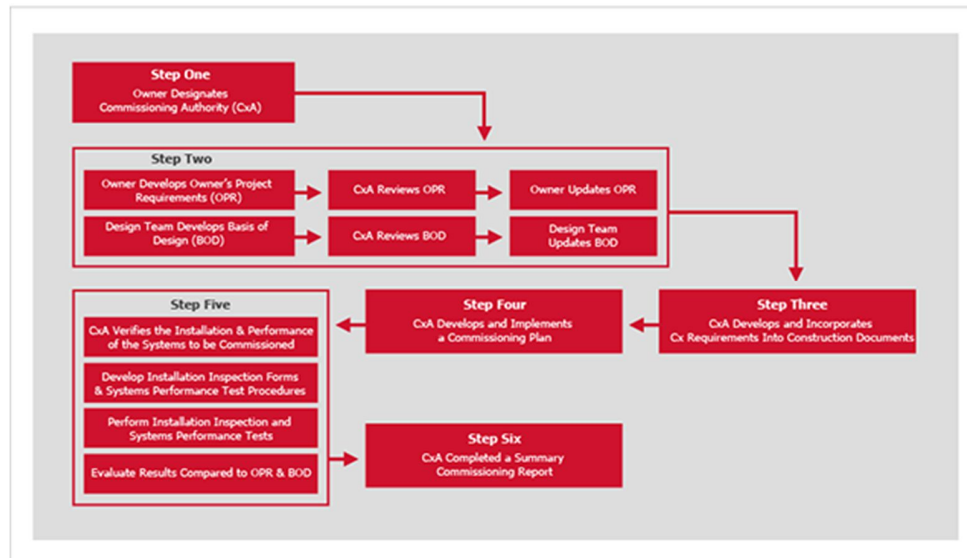 Step One
Owner Designates
Commissioning Authority (CxA)
Step Two
Owner Develops Owner's Project
Requirements (OPR)
CxA Reviews OPR
Owner Updates OPR
Design Team Develops Basis of
Design (BOD)
CxA Reviews BOD
Design Team
Updates BOD
Step Three
CxA Develops and Incorporates
Cx Requirements Into Construction Documents
Step Four
CxA Develops and Implements
a Commissioning Plan
Step Five
CxA Verifies the Installation & Performance
of the Systems to be Commissioned
Develop Installation Inspection Forms
& Systems Performance Test Procedures
Perform Installation Inspection and
Systems Performance Tests
Evaluate Results Compared to OPR & BOD
Step Six
CxA Completed a Summary
Commissioning Report